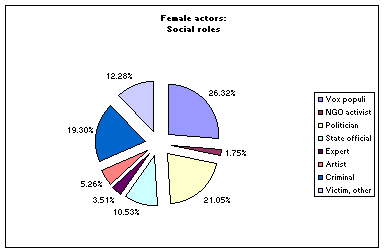 Female actors:
Social roles
12.28%
26.32%
19.30%
1.75%
5.26%
3.51%
10.53%
21.05%
Vox populi
NGO activist
Politician
State official
Expert
Artist
Criminal
Victim, other